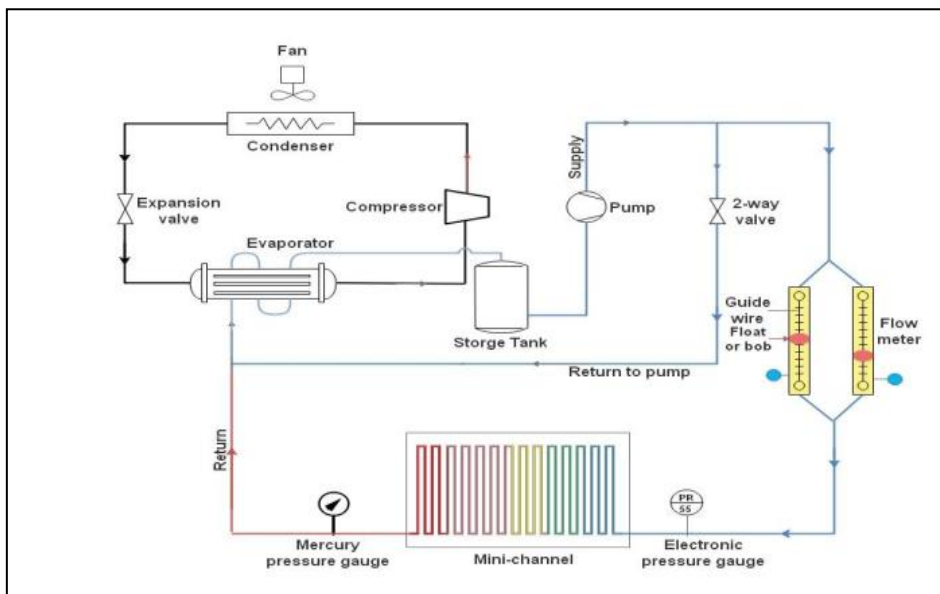 Fan
Condenser
Expansion
valve
Compressor
Evaporator
Storge Tank
Supply
Pump
2-way
valve
Guide
wire
Float
or bob
Flow
meter
Return to pump
Return
Mercury
pressure gauge
Mini-channel
PR
55
Electronic
pressure gauge